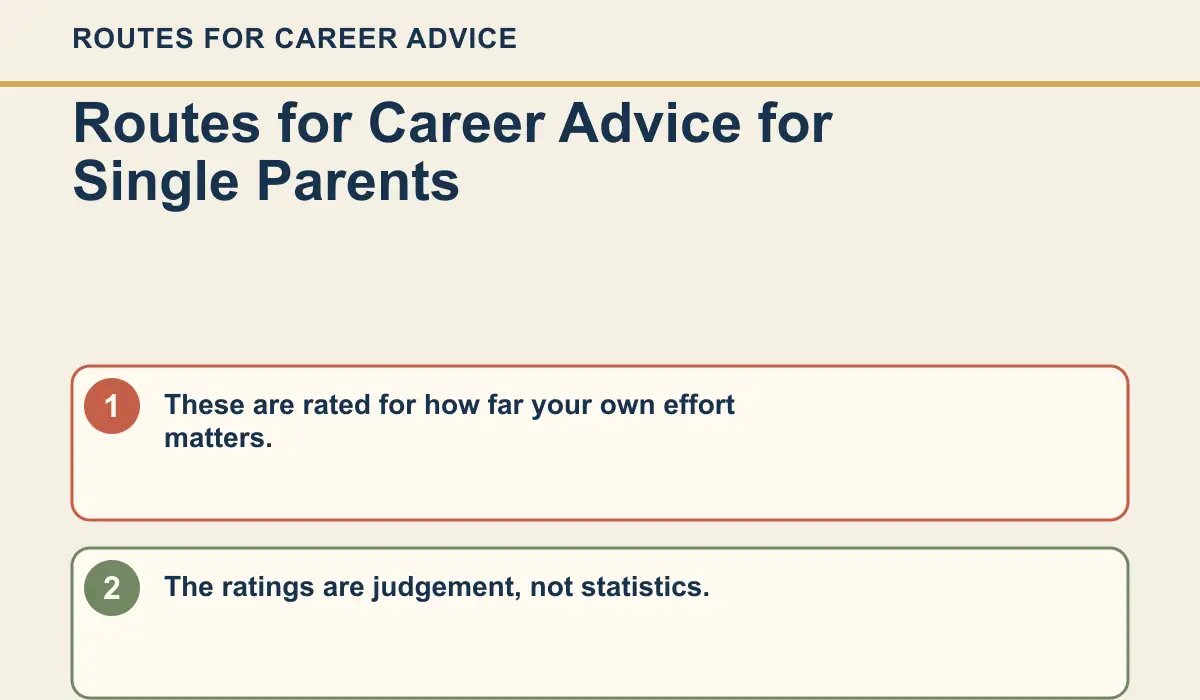 ROUTES FOR CAREER ADVICE
Routes for Career Advice for
Single Parents
1
These are rated for how far your own effort
matters.
2
The ratings are judgement, not statistics.